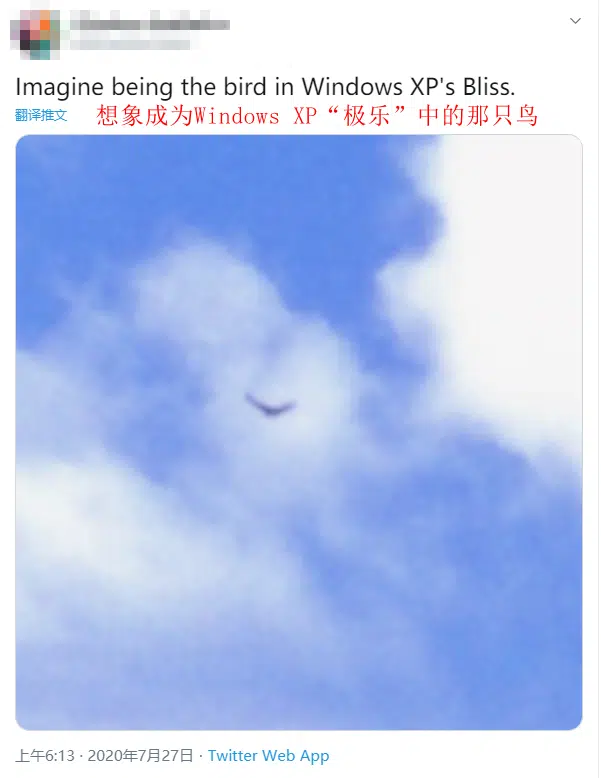 Imagine being the bird in Windows XP's Bliss.
翻译推文
想象成为Windows XP“极乐”中的那只鸟
上午6:13 · 2020年7月27日 · Twitter Web App